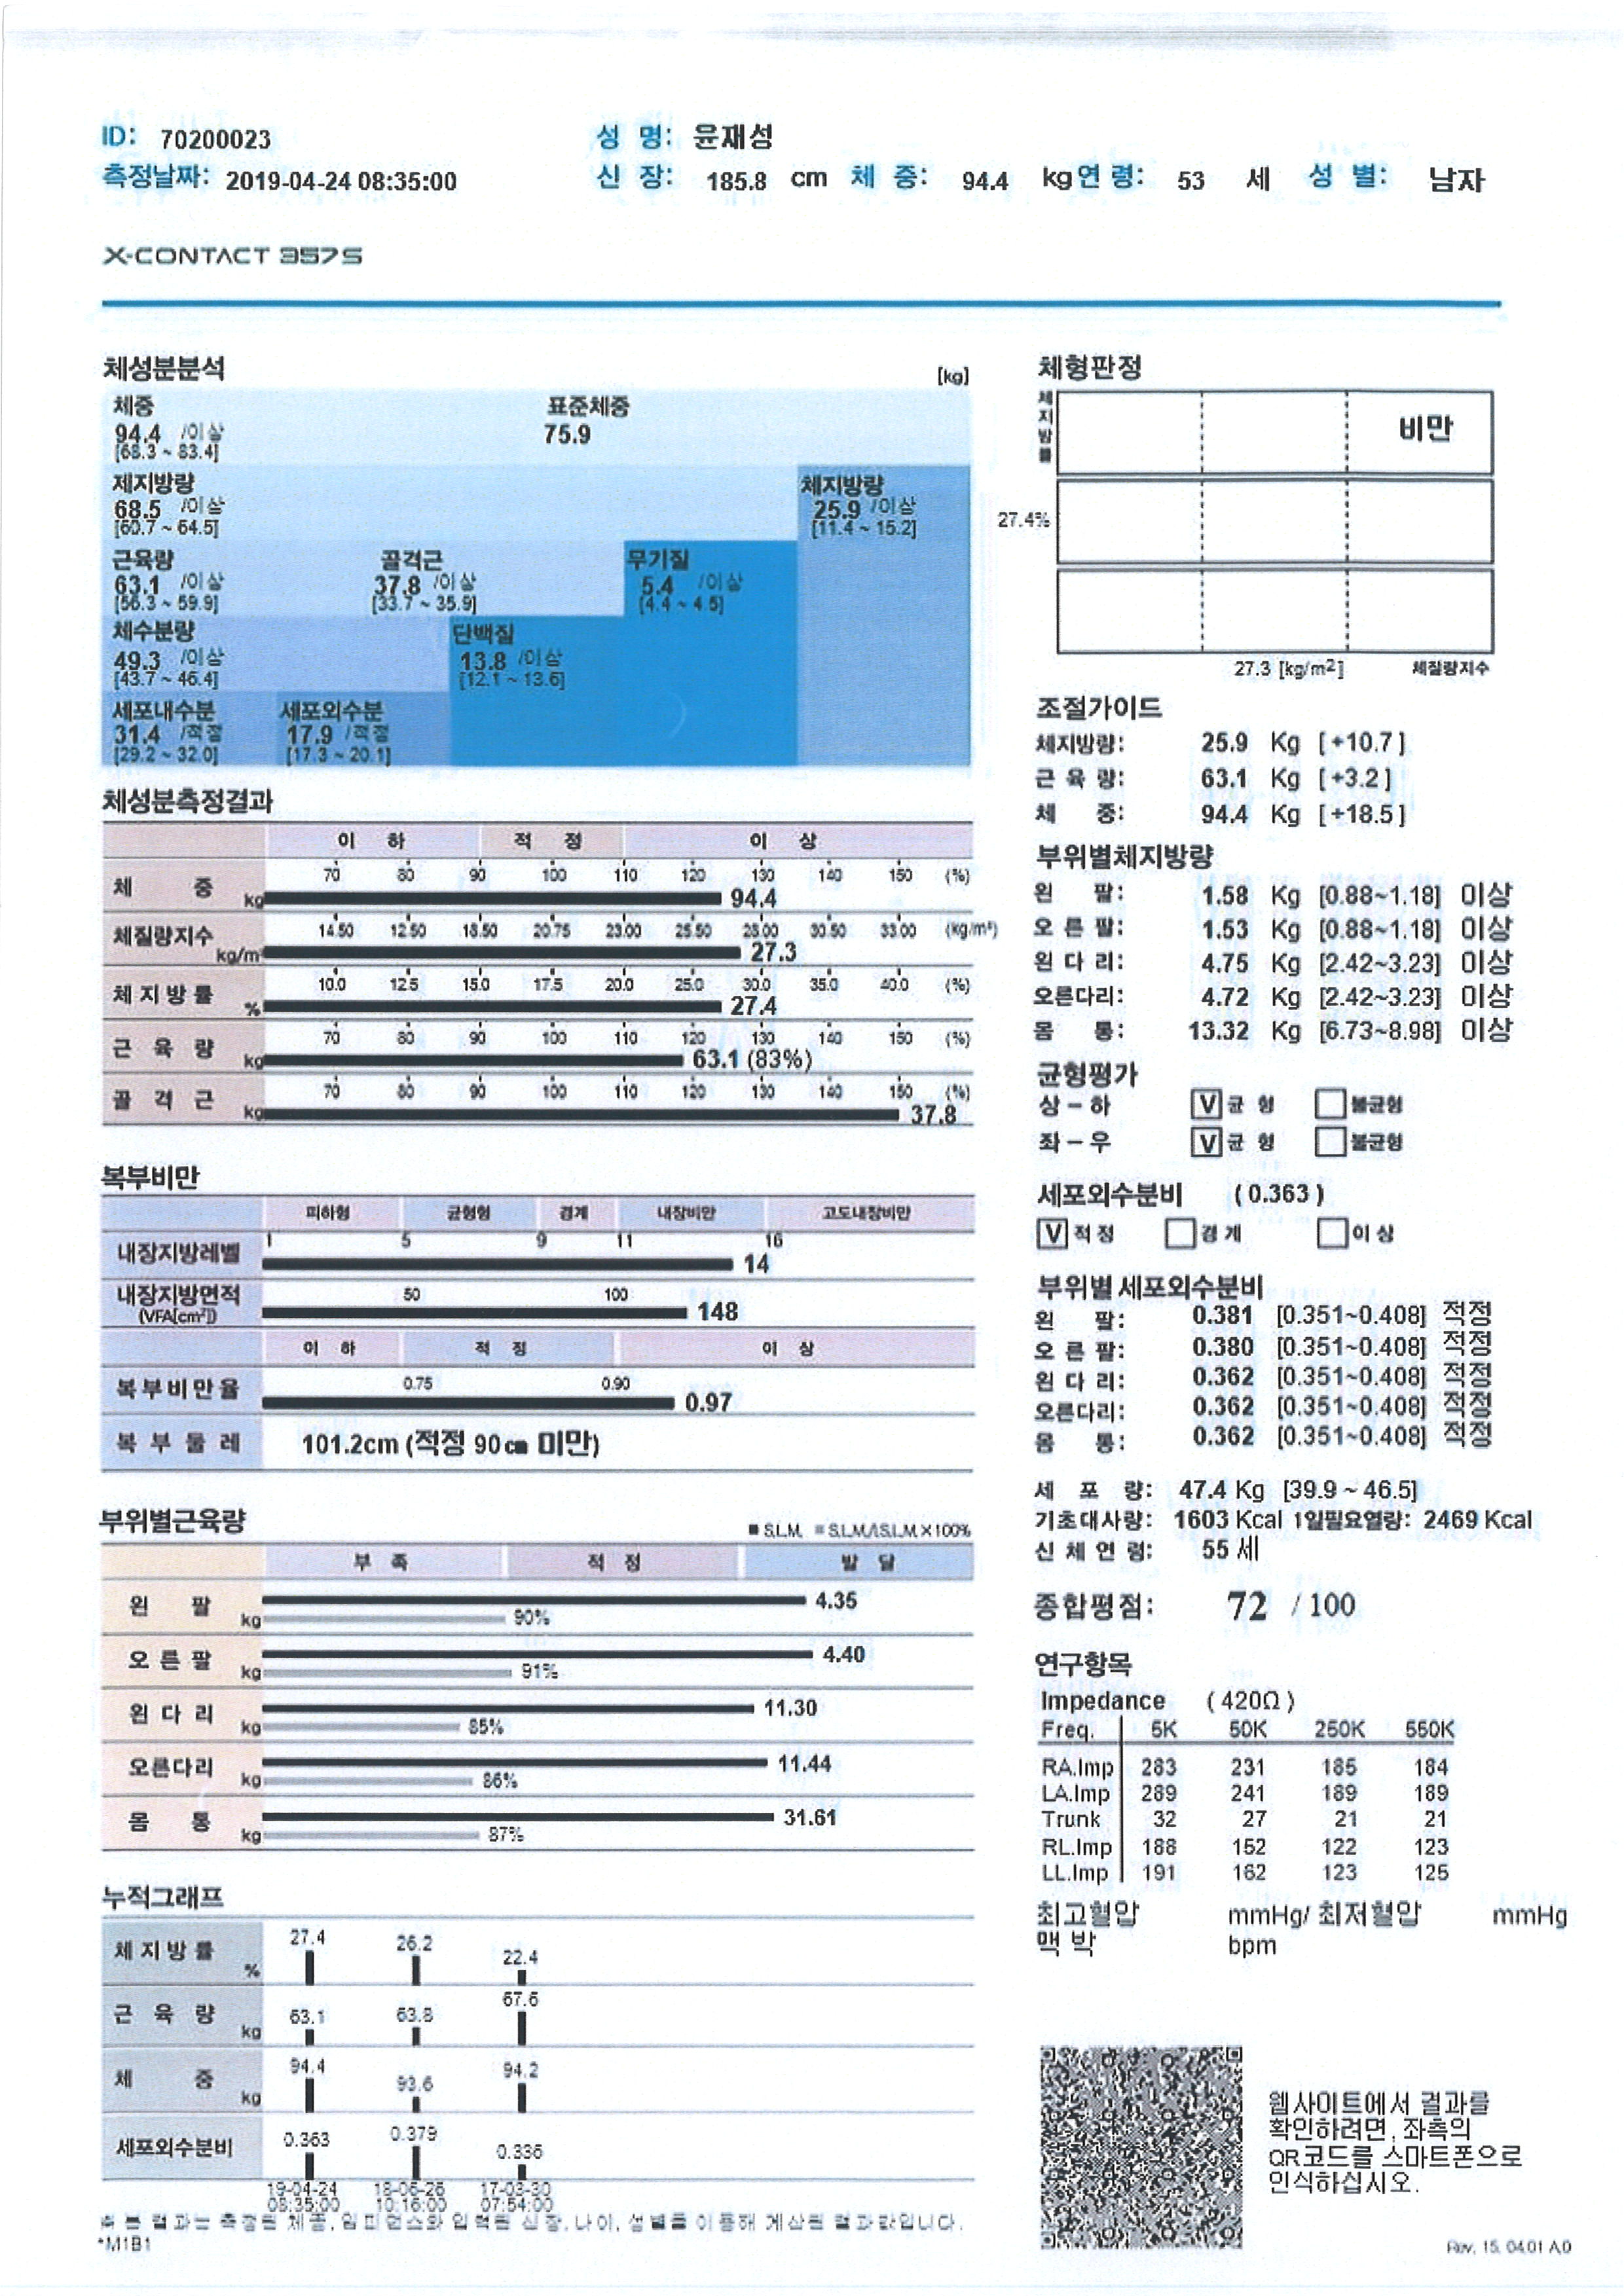 ID: 70200023 성 명: 윤재성
측정날짜: 2019-04-24 08:35:00 신 장: 185.8 cm 체 중: 94.4 kg 연 령: 53 세 성 별: 남자
X-CONTACT 357S
체성분분석 [kg]
체중 표준체중
94.4 /이상 75.9
[68.3 ~ 83.4]
제지방량 체지방량
68.5 /이상 25.9 /이상
[60.7 ~ 64.5] [11.4 ~ 15.2]
근육량 골격근 무기질
63.1 /이상 37.8 /이상 5.4 /이상
[56.3 ~ 59.9] [33.7 ~ 35.9] [4.4 ~ 4.5]
체수분량 단백질
49.3 /이상 13.8 /이상
[43.7 ~ 46.4] [12.1 ~ 13.6]
세포내수분 세포외수분
31.4 /적정 17.9 /적정
[29.2 ~ 32.0] [17.3 ~ 20.1]
체성분측정결과
이 하 적 정 이 상
체 중 kg 70 80 90 100 110 120 130 140 150 (%)
94.4
체질량지수 kg/m² 14.50 12.50 18.50 20.75 23.00 25.50 28.00 30.50 33.00 (kg/m²)
27.3
체 지 방 률 % 10.0 12.5 15.0 17.5 20.0 25.0 30.0 35.0 40.0 (%)
27.4
근 육 량 kg 70 80 90 100 110 120 130 140 150 (%)
63.1 (83%)
골 격 근 kg 70 80 90 100 110 120 130 140 150 (%)
37.8
복부비만
피하형 균형형 경계 내장비만 고도내장비만
내장지방레벨 1 5 9 11 16
14
내장지방면적 50 100
(VFA[cm²]) 148
이 하 적 정 이 상
복 부 비 만 율 0.75 0.90
0.97
복 부 둘 레 101.2cm (적정 90㎝ 미만)
부위별근육량 ■ S.L.M. ■ S.L.M./I.S.L.M.×100%
부 족 적 정 발 달
왼 팔 kg 4.35
90%
오 른 팔 kg 4.40
91%
왼 다 리 kg 11.30
85%
오른다리 kg 11.44
86%
몸 통 kg 31.61
87%
누적그래프
체 지 방 률 % 27.4 26.2 22.4
근 육 량 kg 63.1 63.8 67.6
체 중 kg 94.4 93.6 94.2
세포외수분비 0.363 0.379 0.336
19-04-24 18-06-26 17-03-30
08:35:00 10:16:00 07:54:00
※ 본 결과는 측정된 체중, 임피던스와 입력된 신장, 나이, 성별을 이용해 계산된 결과값입니다.
*M1B1
체형판정
체지방률
비만
27.4%
27.3 [kg/m2] 체질량지수
조절가이드
체지방량: 25.9 Kg [ +10.7 ]
근 육 량: 63.1 Kg [ +3.2 ]
체 중: 94.4 Kg [ +18.5 ]
부위별체지방량
왼 팔: 1.58 Kg [0.88~1.18] 이상
오 른 팔: 1.53 Kg [0.88~1.18] 이상
왼 다 리: 4.75 Kg [2.42~3.23] 이상
오른다리: 4.72 Kg [2.42~3.23] 이상
몸 통: 13.32 Kg [6.73~8.98] 이상
균형평가
상 – 하 V 균 형 불균형
좌 – 우 V 균 형 불균형
세포외수분비 ( 0.363 )
V 적 정 경 계 이 상
부위별 세포외수분비
왼 팔: 0.381 [0.351~0.408] 적정
오 른 팔: 0.380 [0.351~0.408] 적정
왼 다 리: 0.362 [0.351~0.408] 적정
오른다리: 0.362 [0.351~0.408] 적정
몸 통: 0.362 [0.351~0.408] 적정
세 포 량: 47.4 Kg [39.9 ~ 46.5]
기초대사량: 1603 Kcal 1일필요열량: 2469 Kcal
신 체 연 령: 55 세
종합평점: 72 / 100
연구항목
Impedance ( 420Ω )
Freq. 5K 50K 250K 550K
RA.Imp 283 231 185 184
LA.Imp 289 241 189 189
Trunk 32 27 21 21
RL.Imp 188 152 122 123
LL.Imp 191 162 123 125
최고혈압 mmHg/ 최저혈압 mmHg
맥 박 bpm
웹사이트에서 결과를
확인하려면, 좌측의
QR코드를 스마트폰으로
인식하십시오.
Rev. 15. 04.01 A.0